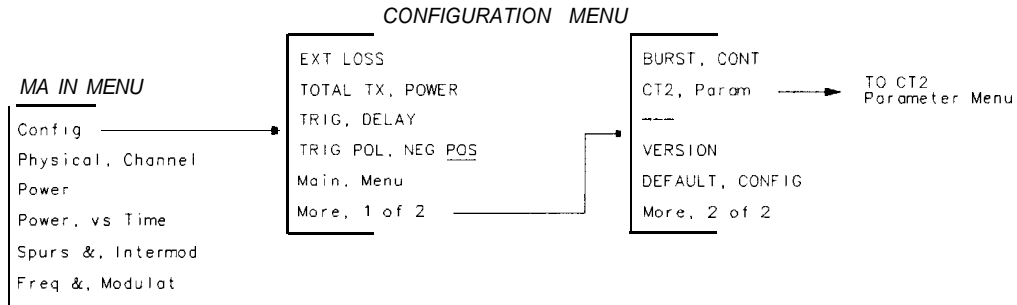 CONFIGURATION MENU
MA IN MENU
Config
Physical, Channel
Power
Power, vs Time
Spurs &, Intermod
Freq &, Modulat
EXT LOSS
TOTAL TX, POWER
TRIG, DELAY
TRIG POL, NEG POS
Main, Menu
More, 1 of 2
BURST, CONT
CT2, Param
---
VERSION
DEFAULT, CONFIG
More, 2 of 2
TO CT2
Parameter Menu